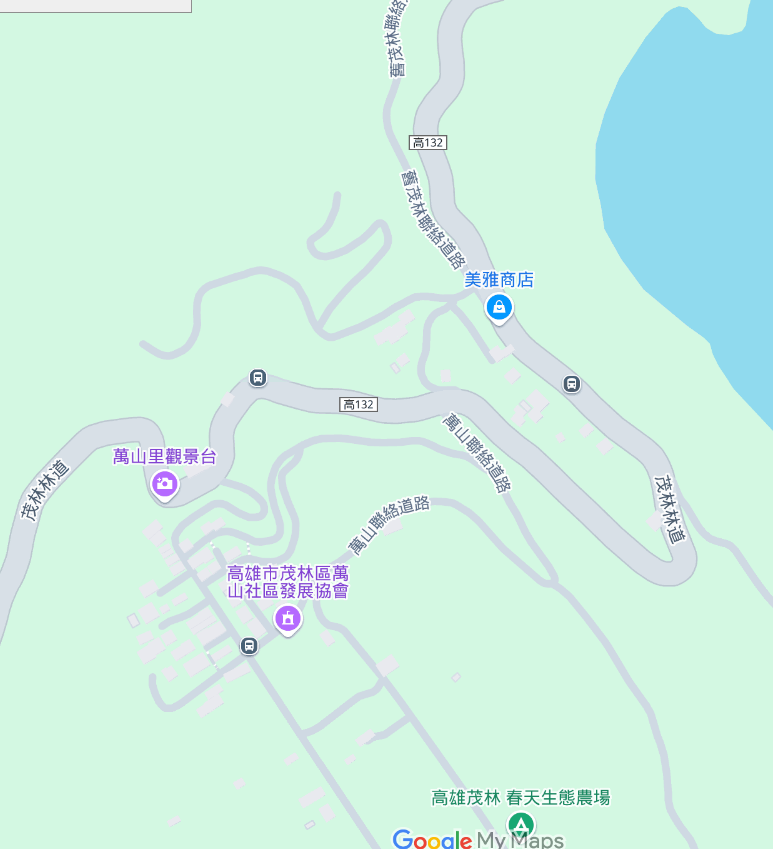 舊茂林聯絡
高132
舊茂林聯絡道路
美雅商店
高132
萬山里觀景台
茂林林道
萬山聯絡道路
茂林林道
萬山聯絡道路
高雄市茂林區萬
山社區發展協會
高雄茂林 春天生態農場
Google My Maps